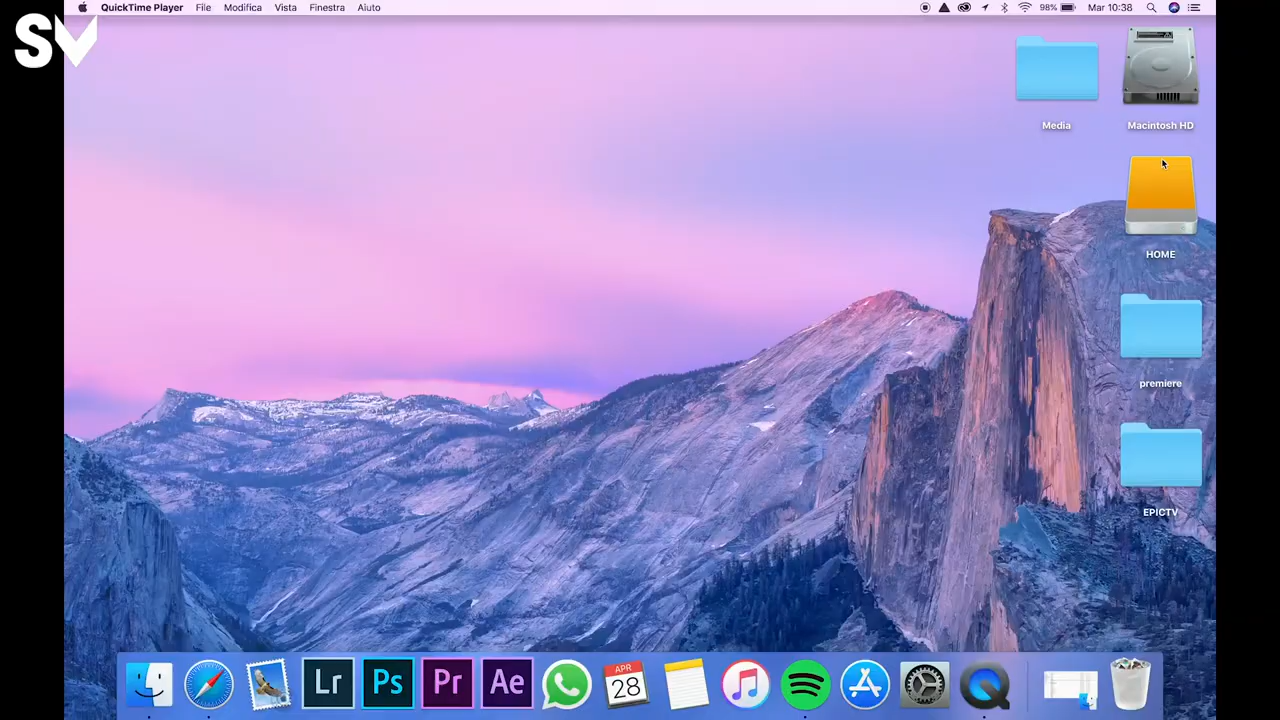 QuickTime Player File Modifica Vista Finestra Aiuto 98% Mar 10:38
SV
Media
Macintosh HD
HOME
premiere
EPICTV
Lr Ps Pr Ae APR
28